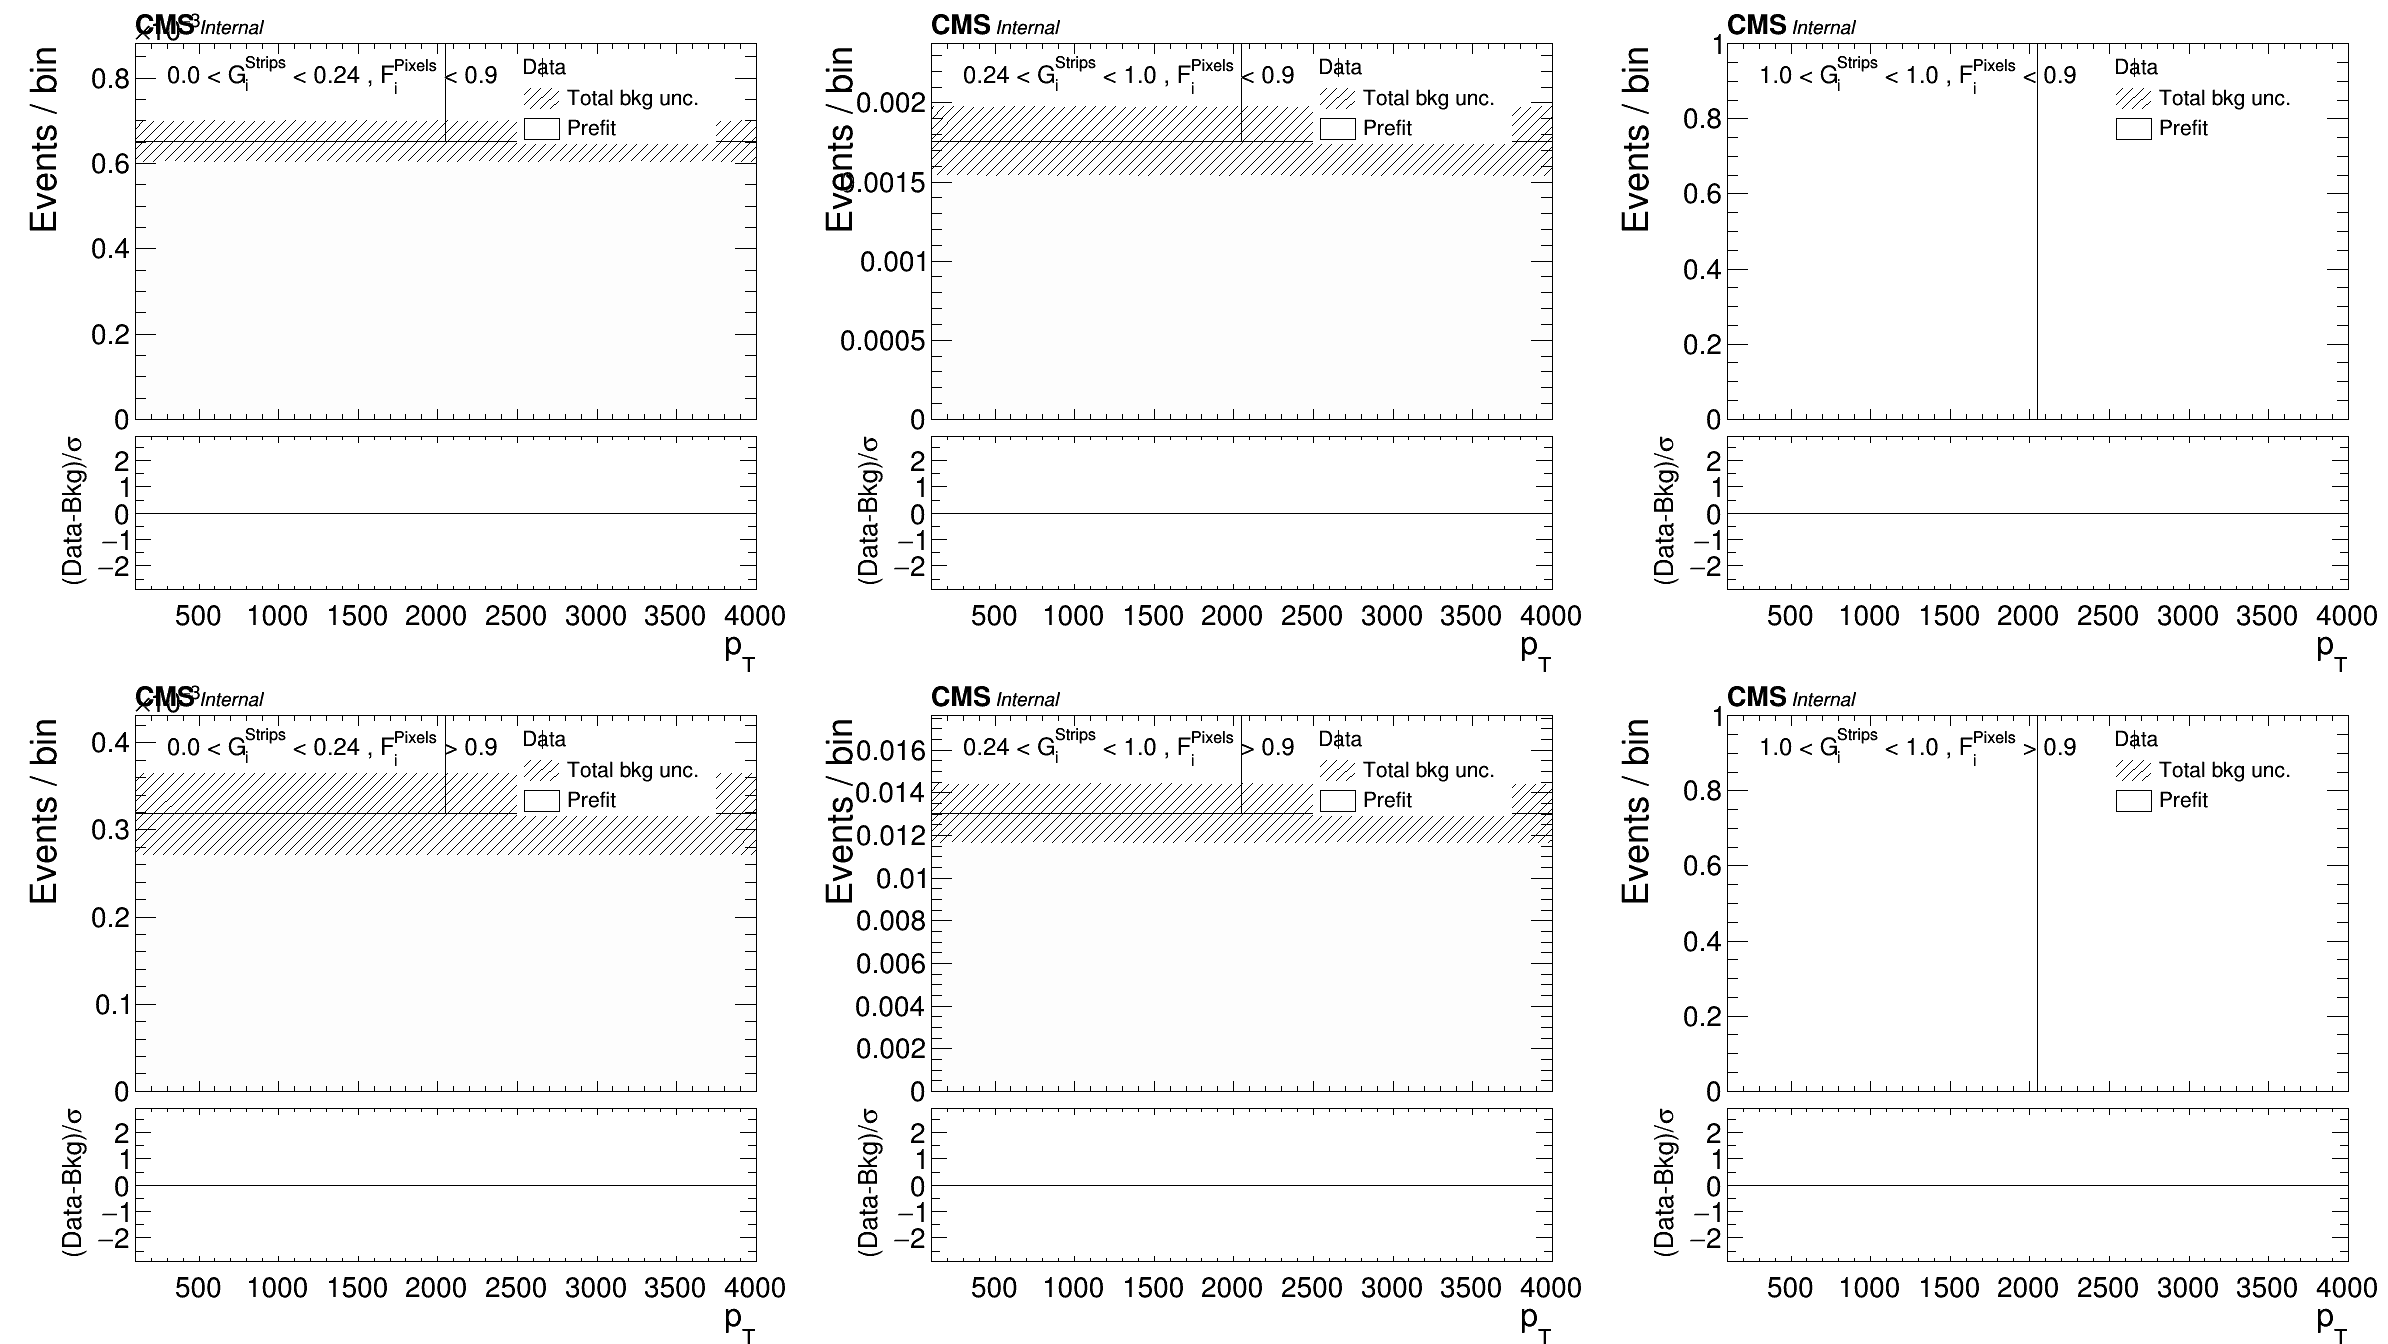 CMS Internal
×10⁻³
Events / bin
0.0 < G_i^Strips < 0.24 , F_i^Pixels < 0.9
Data
Total bkg unc.
Prefit
0.8
0.6
0.4
0.2
0
(Data-Bkg)/σ
2
1
0
−1
−2
500 1000 1500 2000 2500 3000 3500 4000
p_T
CMS Internal
Events / bin
0.24 < G_i^Strips < 1.0 , F_i^Pixels < 0.9
Data
Total bkg unc.
Prefit
0.002
0.0015
0.001
0.0005
0
(Data-Bkg)/σ
2
1
0
−1
−2
500 1000 1500 2000 2500 3000 3500 4000
p_T
CMS Internal
Events / bin
1.0 < G_i^Strips < 1.0 , F_i^Pixels < 0.9
Data
Total bkg unc.
Prefit
1
0.8
0.6
0.4
0.2
0
(Data-Bkg)/σ
2
1
0
−1
−2
500 1000 1500 2000 2500 3000 3500 4000
p_T
CMS Internal
×10⁻³
Events / bin
0.0 < G_i^Strips < 0.24 , F_i^Pixels > 0.9
Data
Total bkg unc.
Prefit
0.4
0.3
0.2
0.1
0
(Data-Bkg)/σ
2
1
0
−1
−2
500 1000 1500 2000 2500 3000 3500 4000
p_T
CMS Internal
Events / bin
0.24 < G_i^Strips < 1.0 , F_i^Pixels > 0.9
Data
Total bkg unc.
Prefit
0.016
0.014
0.012
0.01
0.008
0.006
0.004
0.002
0
(Data-Bkg)/σ
2
1
0
−1
−2
500 1000 1500 2000 2500 3000 3500 4000
p_T
CMS Internal
Events / bin
1.0 < G_i^Strips < 1.0 , F_i^Pixels > 0.9
Data
Total bkg unc.
Prefit
1
0.8
0.6
0.4
0.2
0
(Data-Bkg)/σ
2
1
0
−1
−2
500 1000 1500 2000 2500 3000 3500 4000
p_T